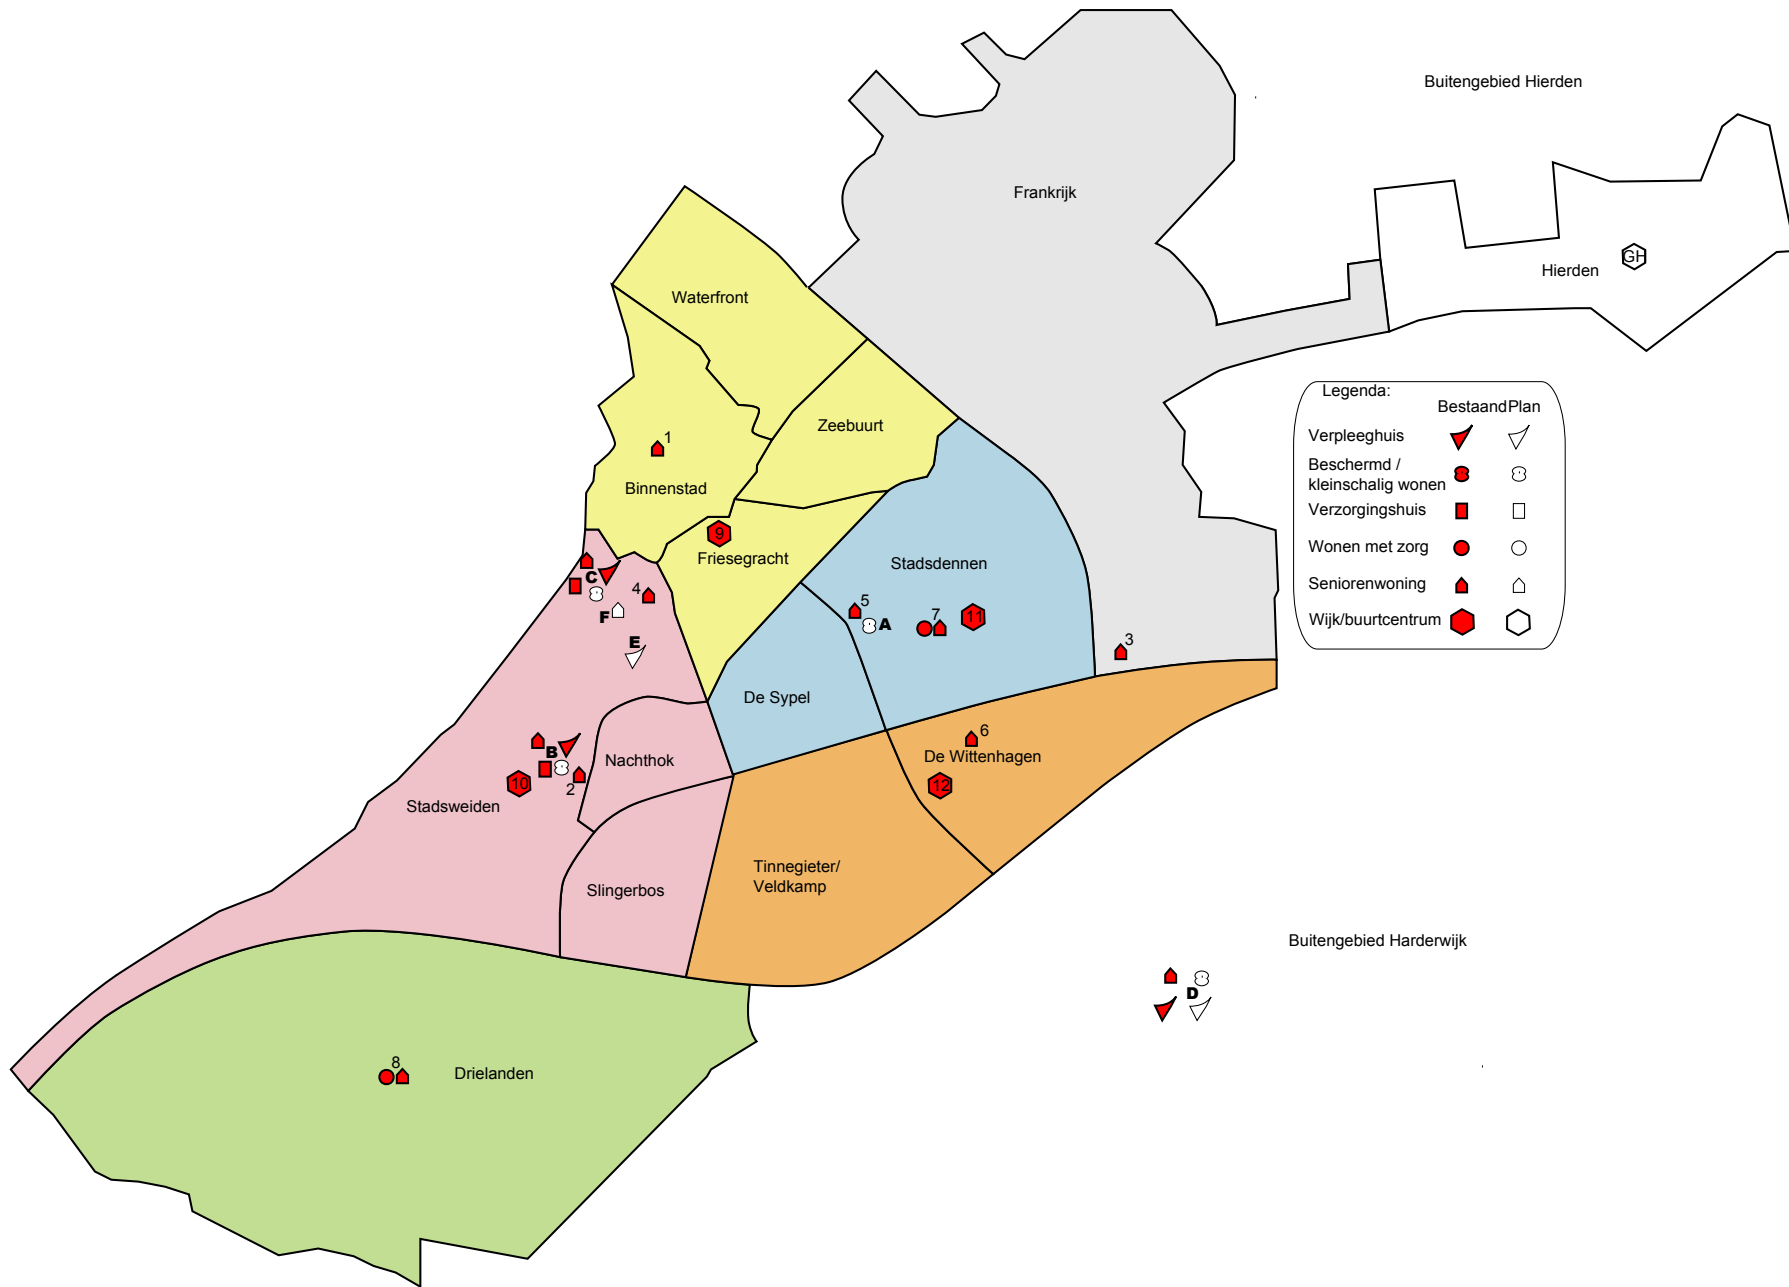 Buitengebied Hierden
Frankrijk
GH
Hierden
Waterfront
Legenda:
Bestaand Plan
Verpleeghuis
Beschermd /
kleinschalig wonen
Verzorgingshuis
Wonen met zorg
Seniorenwoning
Wijk/buurtcentrum
Zeebuurt
1
Binnenstad
9
Friesegracht
Stadsdennen
C
4
F
E
5
A
7
11
3
De Sypel
6
De Wittenhagen
12
B
Nachthok
10
2
Stadsweiden
Tinnegieter/
Veldkamp
Slingerbos
Buitengebied Harderwijk
D
8
Drielanden